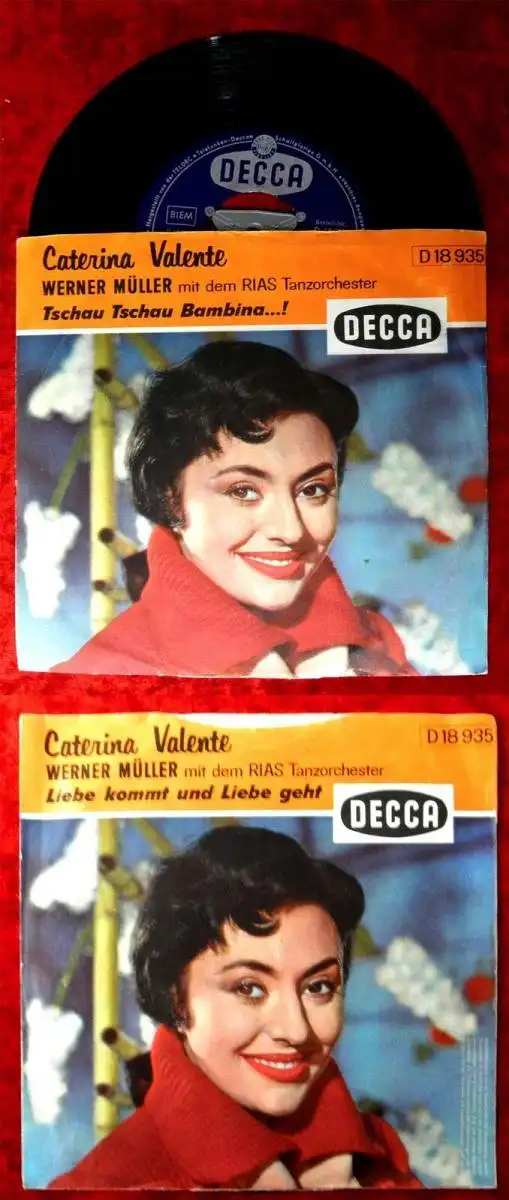 DECCA
BIEM
Caterina Valente
D 18 935
WERNER MÜLLER mit dem RIAS Tanzorchester
Tschau Tschau Bambina...!
DECCA
Caterina Valente
D 18 935
WERNER MÜLLER mit dem RIAS Tanzorchester
Liebe kommt und Liebe geht
DECCA